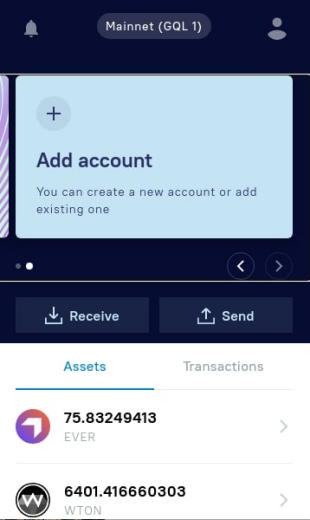 Mainnet (GQL 1)
Add account
You can create a new account or add
existing one
Receive
Send
Assets
Transactions
75.83249413
EVER
6401.416660303
WTON